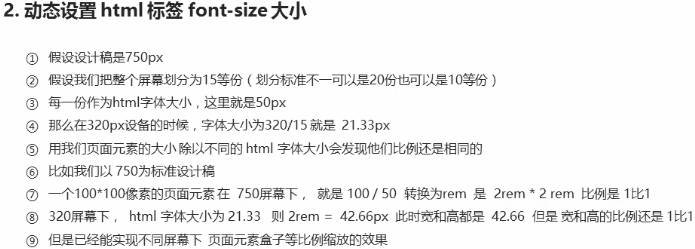 2. 动态设置 html 标签 font-size 大小
① 假设设计稿是750px
② 假设我们把整个屏幕划分为15等份（划分标准不一可以是20份也可以是10等份）
③ 每一份作为html字体大小，这里就是50px
④ 那么在320px设备的时候，字体大小为320/15 就是 21.33px
⑤ 用我们页面元素的大小 除以不同的 html 字体大小会发现他们比例还是相同的
⑥ 比如我们以 750为标准设计稿
⑦ 一个100*100像素的页面元素 在 750屏幕下， 就是 100 / 50 转换为rem 是 2rem * 2 rem 比例是 1比1
⑧ 320屏幕下， html 字体大小为 21.33 则 2rem = 42.66px 此时宽和高都是 42.66 但是 宽和高的比例还是 1比1
⑨ 但是已经能实现不同屏幕下 页面元素盒子等比例缩放的效果